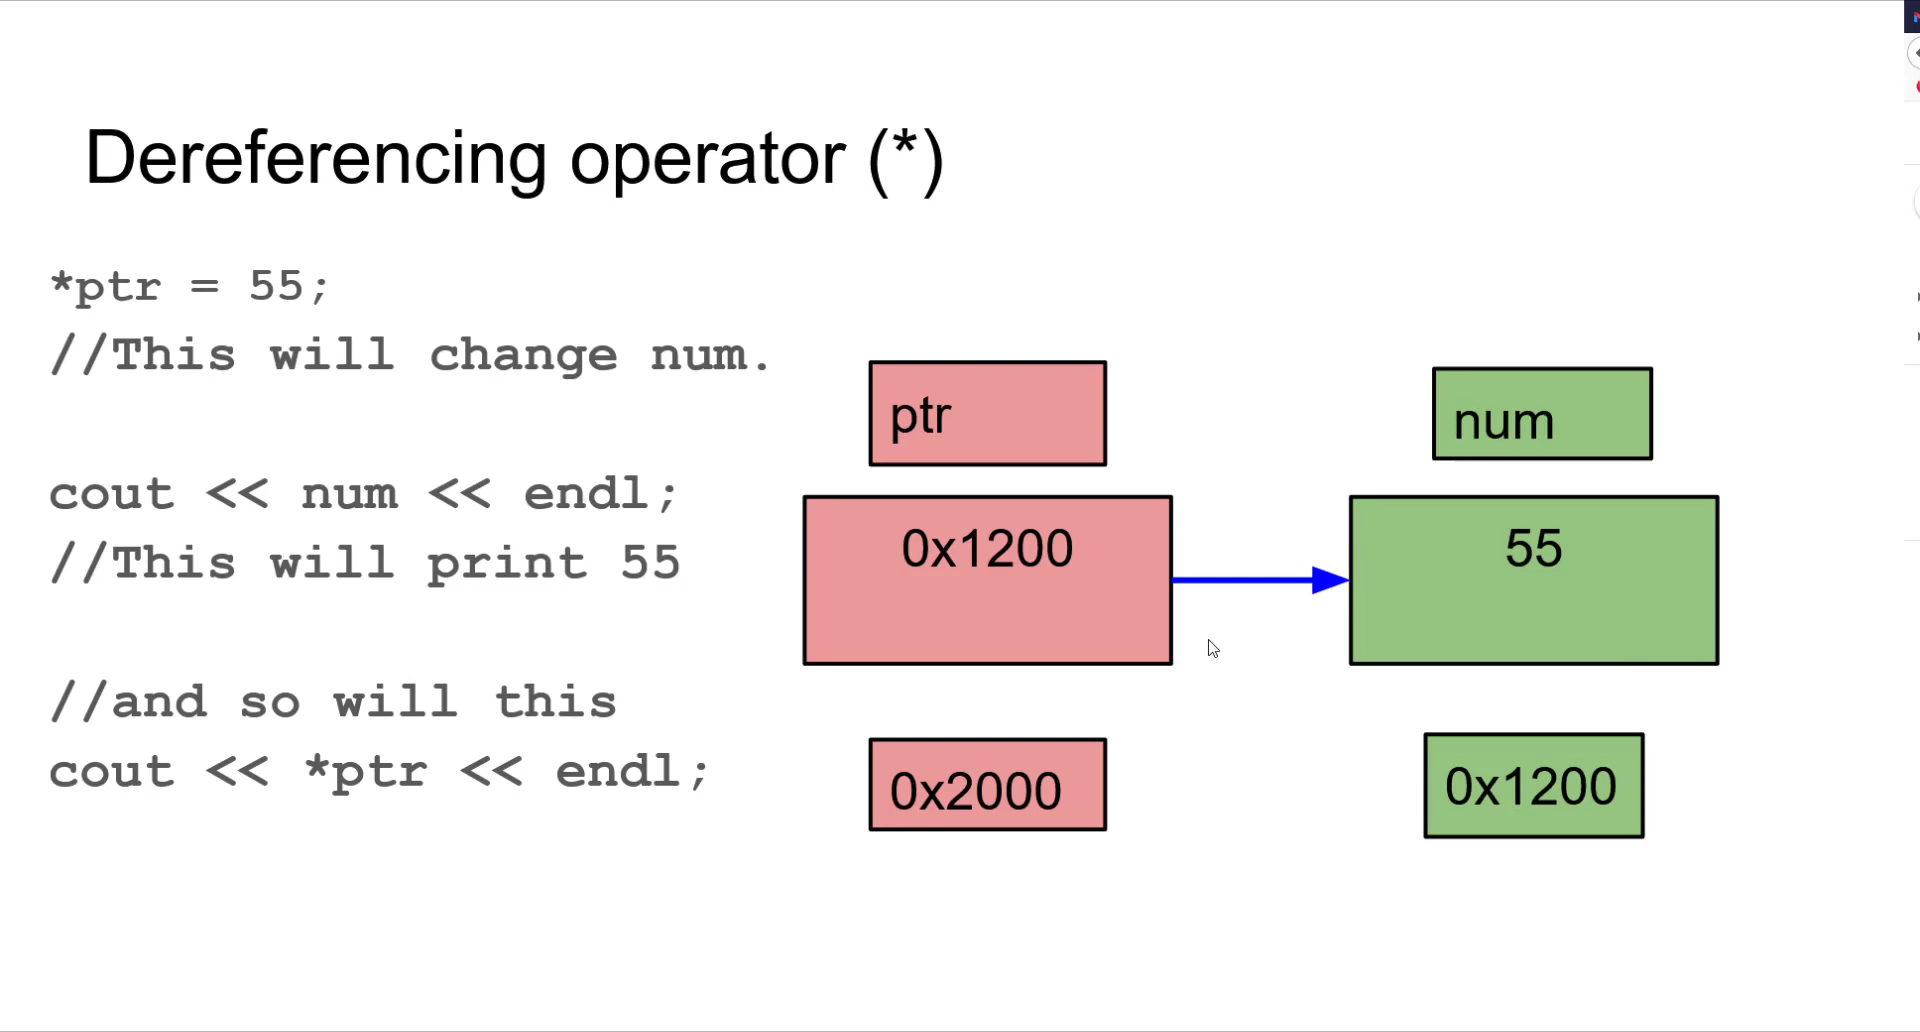 Dereferencing operator (*)
*ptr = 55;
//This will change num.
cout << num << endl;
//This will print 55
//and so will this
cout << *ptr << endl;
ptr
num
0x1200
55
0x2000
0x1200